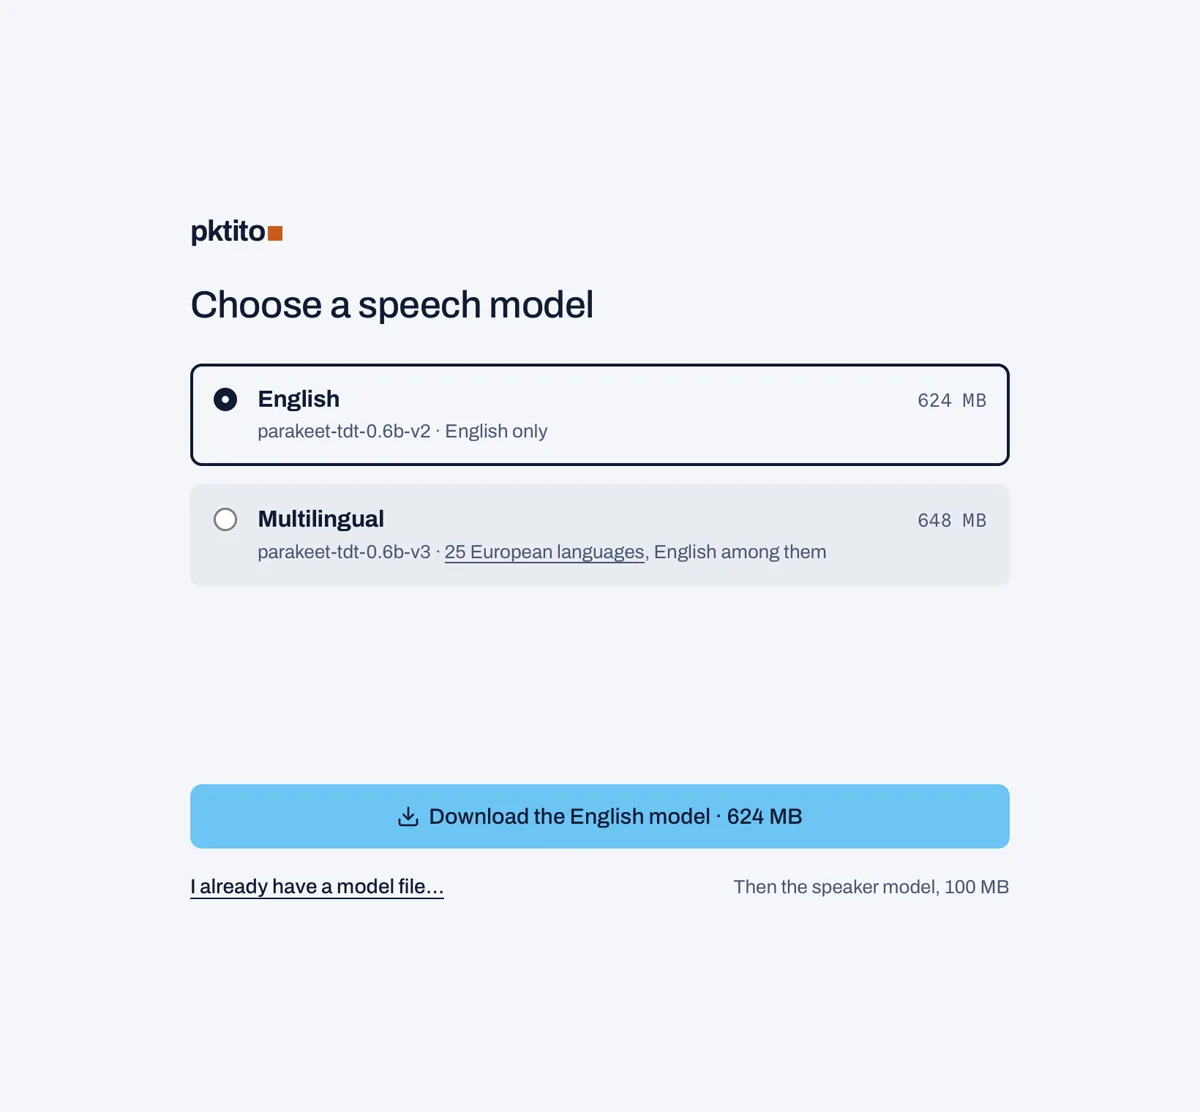 pktito
Choose a speech model
English
624 MB
parakeet-tdt-0.6b-v2 · English only
Multilingual
648 MB
parakeet-tdt-0.6b-v3 · 25 European languages, English among them
Download the English model · 624 MB
I already have a model file...
Then the speaker model, 100 MB